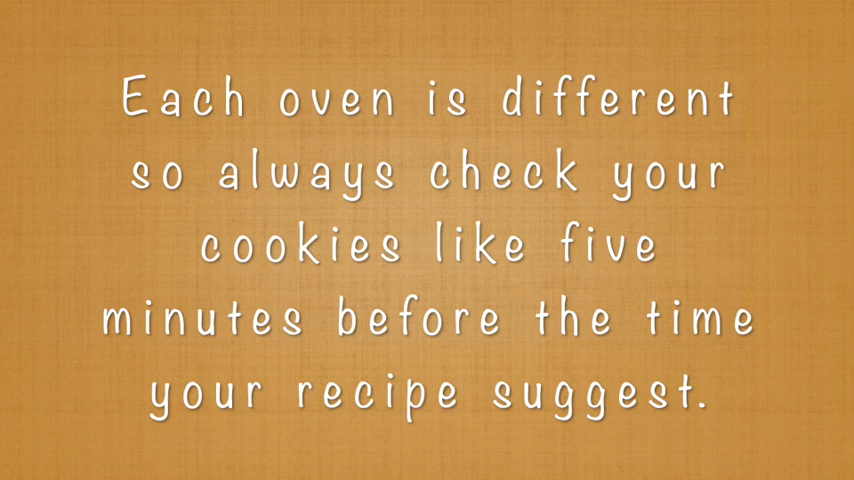 Each oven is different
so always check your
cookies like five
minutes before the time
your recipe suggest.